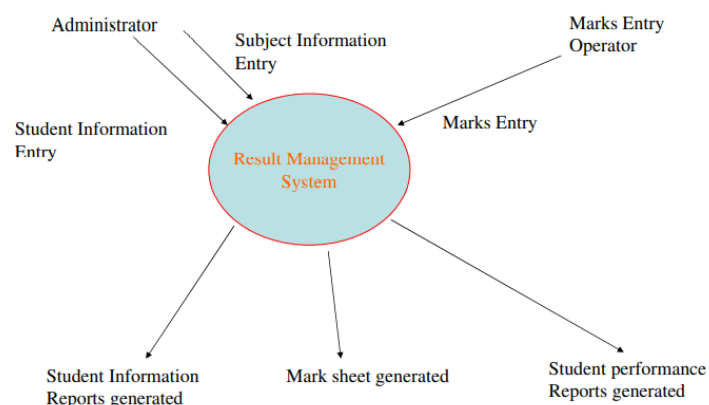 Administrator
Subject Information
Entry
Marks Entry
Operator
Student Information
Entry
Marks Entry
Result Management
System
Student Information
Reports generated
Mark sheet generated
Student performance
Reports generated